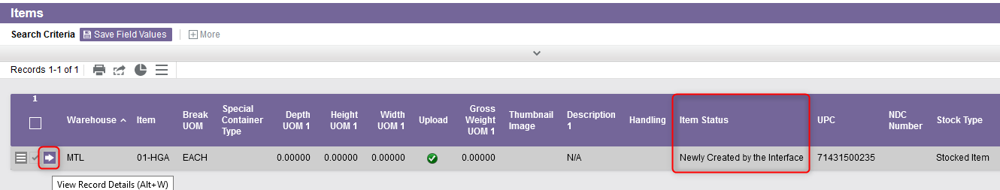 Items
Search Criteria Save Field Values More
Records 1-1 of 1
1
Warehouse Item Break UOM Special Container Type Depth UOM 1 Height UOM 1 Width UOM 1 Upload Gross Weight UOM 1 Thumbnail Image Description 1 Handling Item Status UPC NDC Number Stock Type
MTL 01-HGA EACH 0.00000 0.00000 0.00000 0.00000 N/A Newly Created by the Interface 71431500235 Stocked Item
View Record Details (Alt+W)